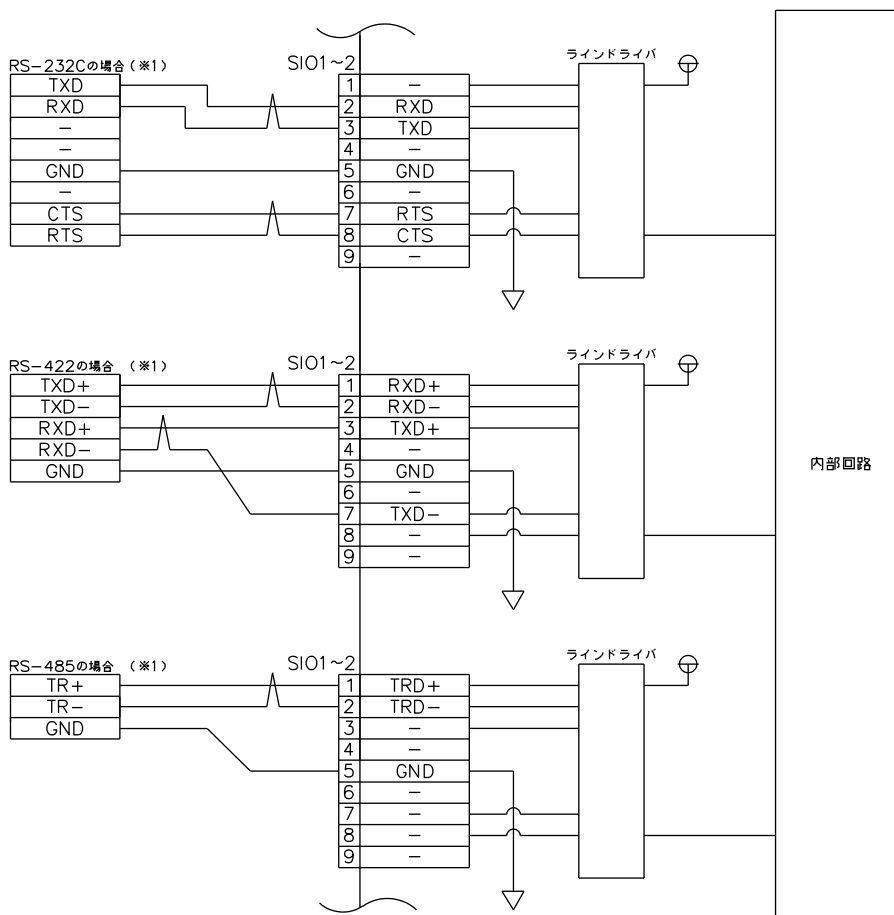 RS-232Cの場合(※1)
SIO1~2
ラインドライバ
TXD
1 -
RXD
2 RXD
-
3 TXD
-
4 -
GND
5 GND
-
6 -
CTS
7 RTS
RTS
8 CTS
9 -
RS-422の場合 (※1)
SIO1~2
ラインドライバ
TXD+
1 RXD+
TXD-
2 RXD-
RXD+
3 TXD+
RXD-
4 -
GND
5 GND
6 -
7 TXD-
8 -
9 -
内部回路
RS-485の場合 (※1)
SIO1~2
ラインドライバ
TR+
1 TRD+
TR-
2 TRD-
GND
3 -
4 -
5 GND
6 -
7 -
8 -
9 -